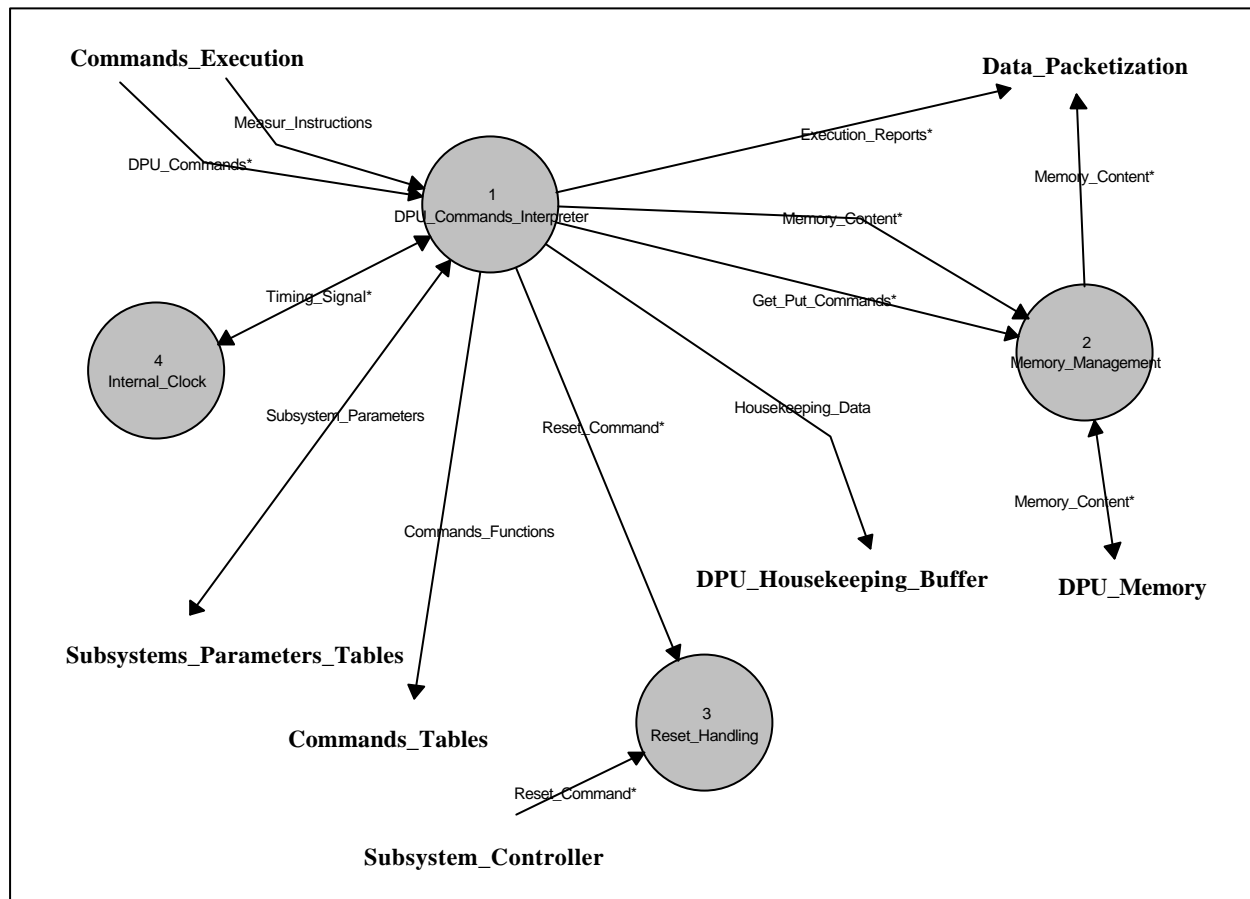 Commands_Execution
Data_Packetization
Measur_Instructions
Execution_Reports*
DPU_Commands*
Memory_Content*
1
DPU_Commands_Interpreter
Memory_Content*
Timing_Signal*
Get_Put_Commands*
2
Memory_Management
4
Internal_Clock
Subsystem_Parameters
Housekeeping_Data
Reset_Command*
Memory_Content*
Commands_Functions
DPU_Housekeeping_Buffer
DPU_Memory
Subsystems_Parameters_Tables
3
Reset_Handling
Commands_Tables
Reset_Command*
Subsystem_Controller